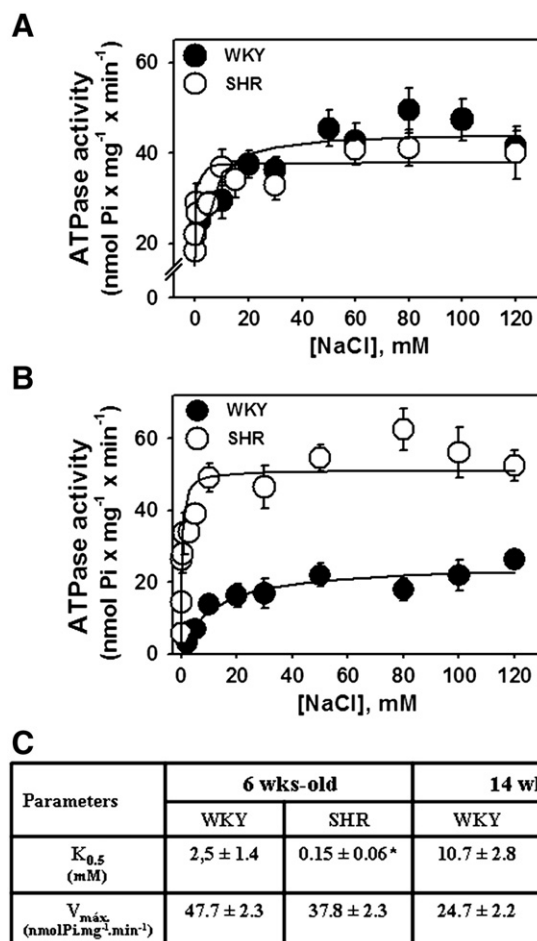 A
ATPase activity
(nmol Pi x mg-1 x min-1)
60
40
20
0
WKY
SHR
0 20 40 60 80 100 120
[NaCl], mM
B
ATPase activity
(nmol Pi x mg-1 x min-1)
60
40
20
0
WKY
SHR
0 20 40 60 80 100 120
[NaCl], mM
C
Parameters 6 wks-old 14 w
WKY SHR WKY
K0.5 (mM) 2,5 ± 1.4 0.15 ± 0.06* 10.7 ± 2.8
Vmáx. (nmolPi.mg-1.min-1) 47.7 ± 2.3 37.8 ± 2.3 24.7 ± 2.2